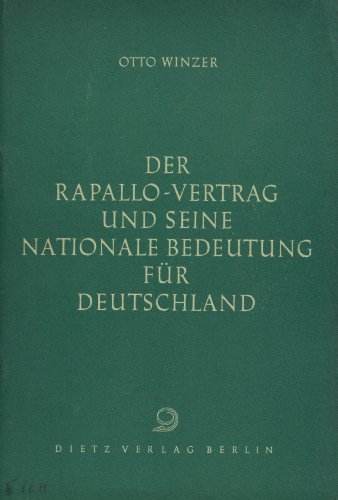 OTTO WINZER
DER
RAPALLO-VERTRAG
UND SEINE
NATIONALE BEDEUTUNG
FÜR
DEUTSCHLAND
DIETZ VERLAG BERLIN